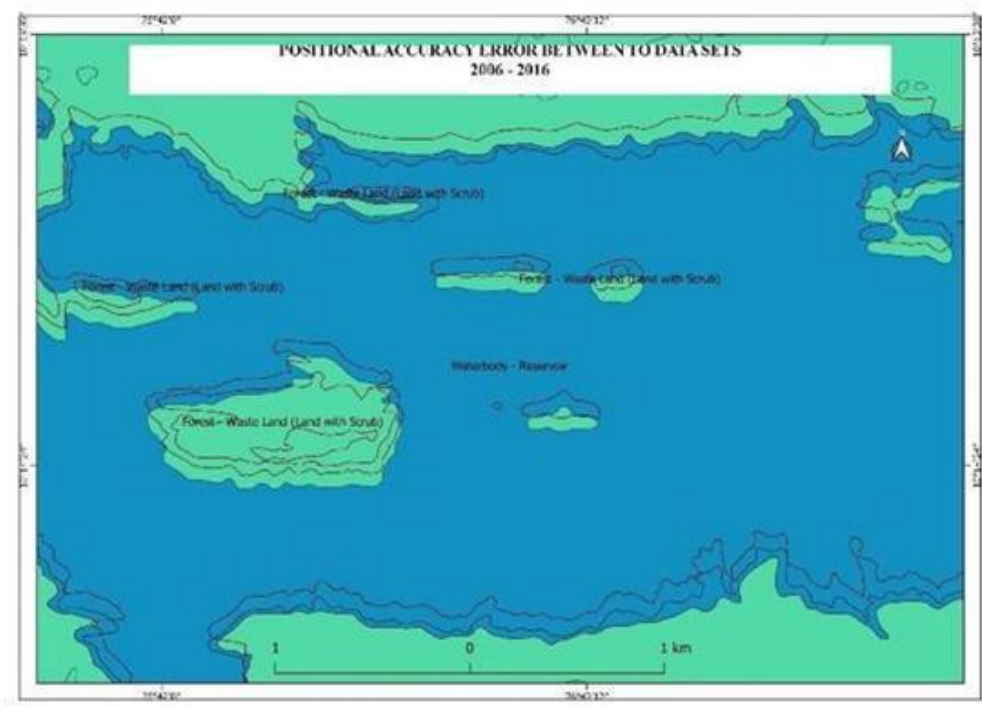 POSITIONAL ACCURACY ERROR BETWEEN TO DATA SETS
2006 - 2016
N
Forest - Waste Land (Land with Scrub)
Forest - Waste Land (Land with Scrub)
Forest - Waste Land (Land with Scrub)
Waterbody - Reservoir
Forest - Waste Land (Land with Scrub)
1 0 1 km